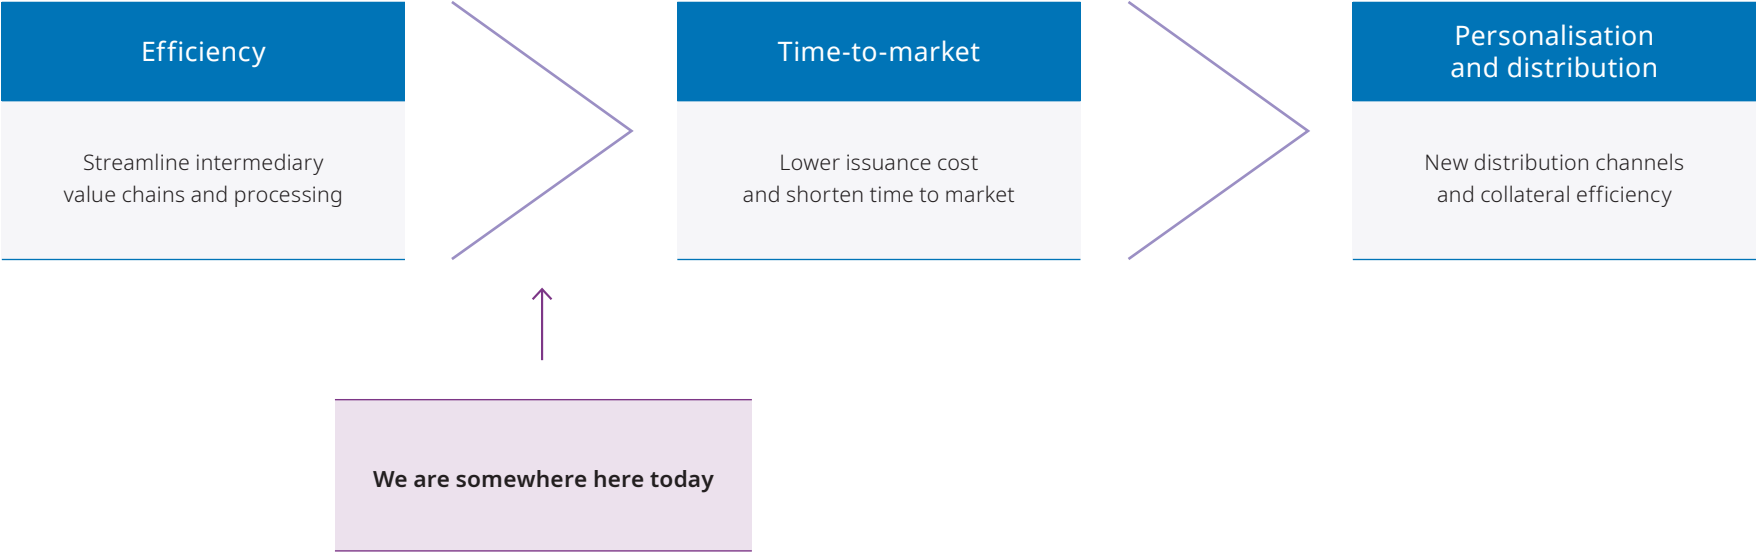 Efficiency
Streamline intermediary
value chains and processing
Time-to-market
Lower issuance cost
and shorten time to market
Personalisation
and distribution
New distribution channels
and collateral efficiency
We are somewhere here today